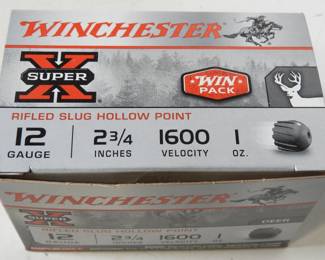 WINCHESTER
SUPER X
WIN PACK
RIFLED SLUG HOLLOW POINT
12 2 3/4 1600 1
GAUGE INCHES VELOCITY OZ.
WINCHESTER
SUPER X
RIFLED SLUG HOLLOW POINT
DEER
12 2 3/4 1600 1